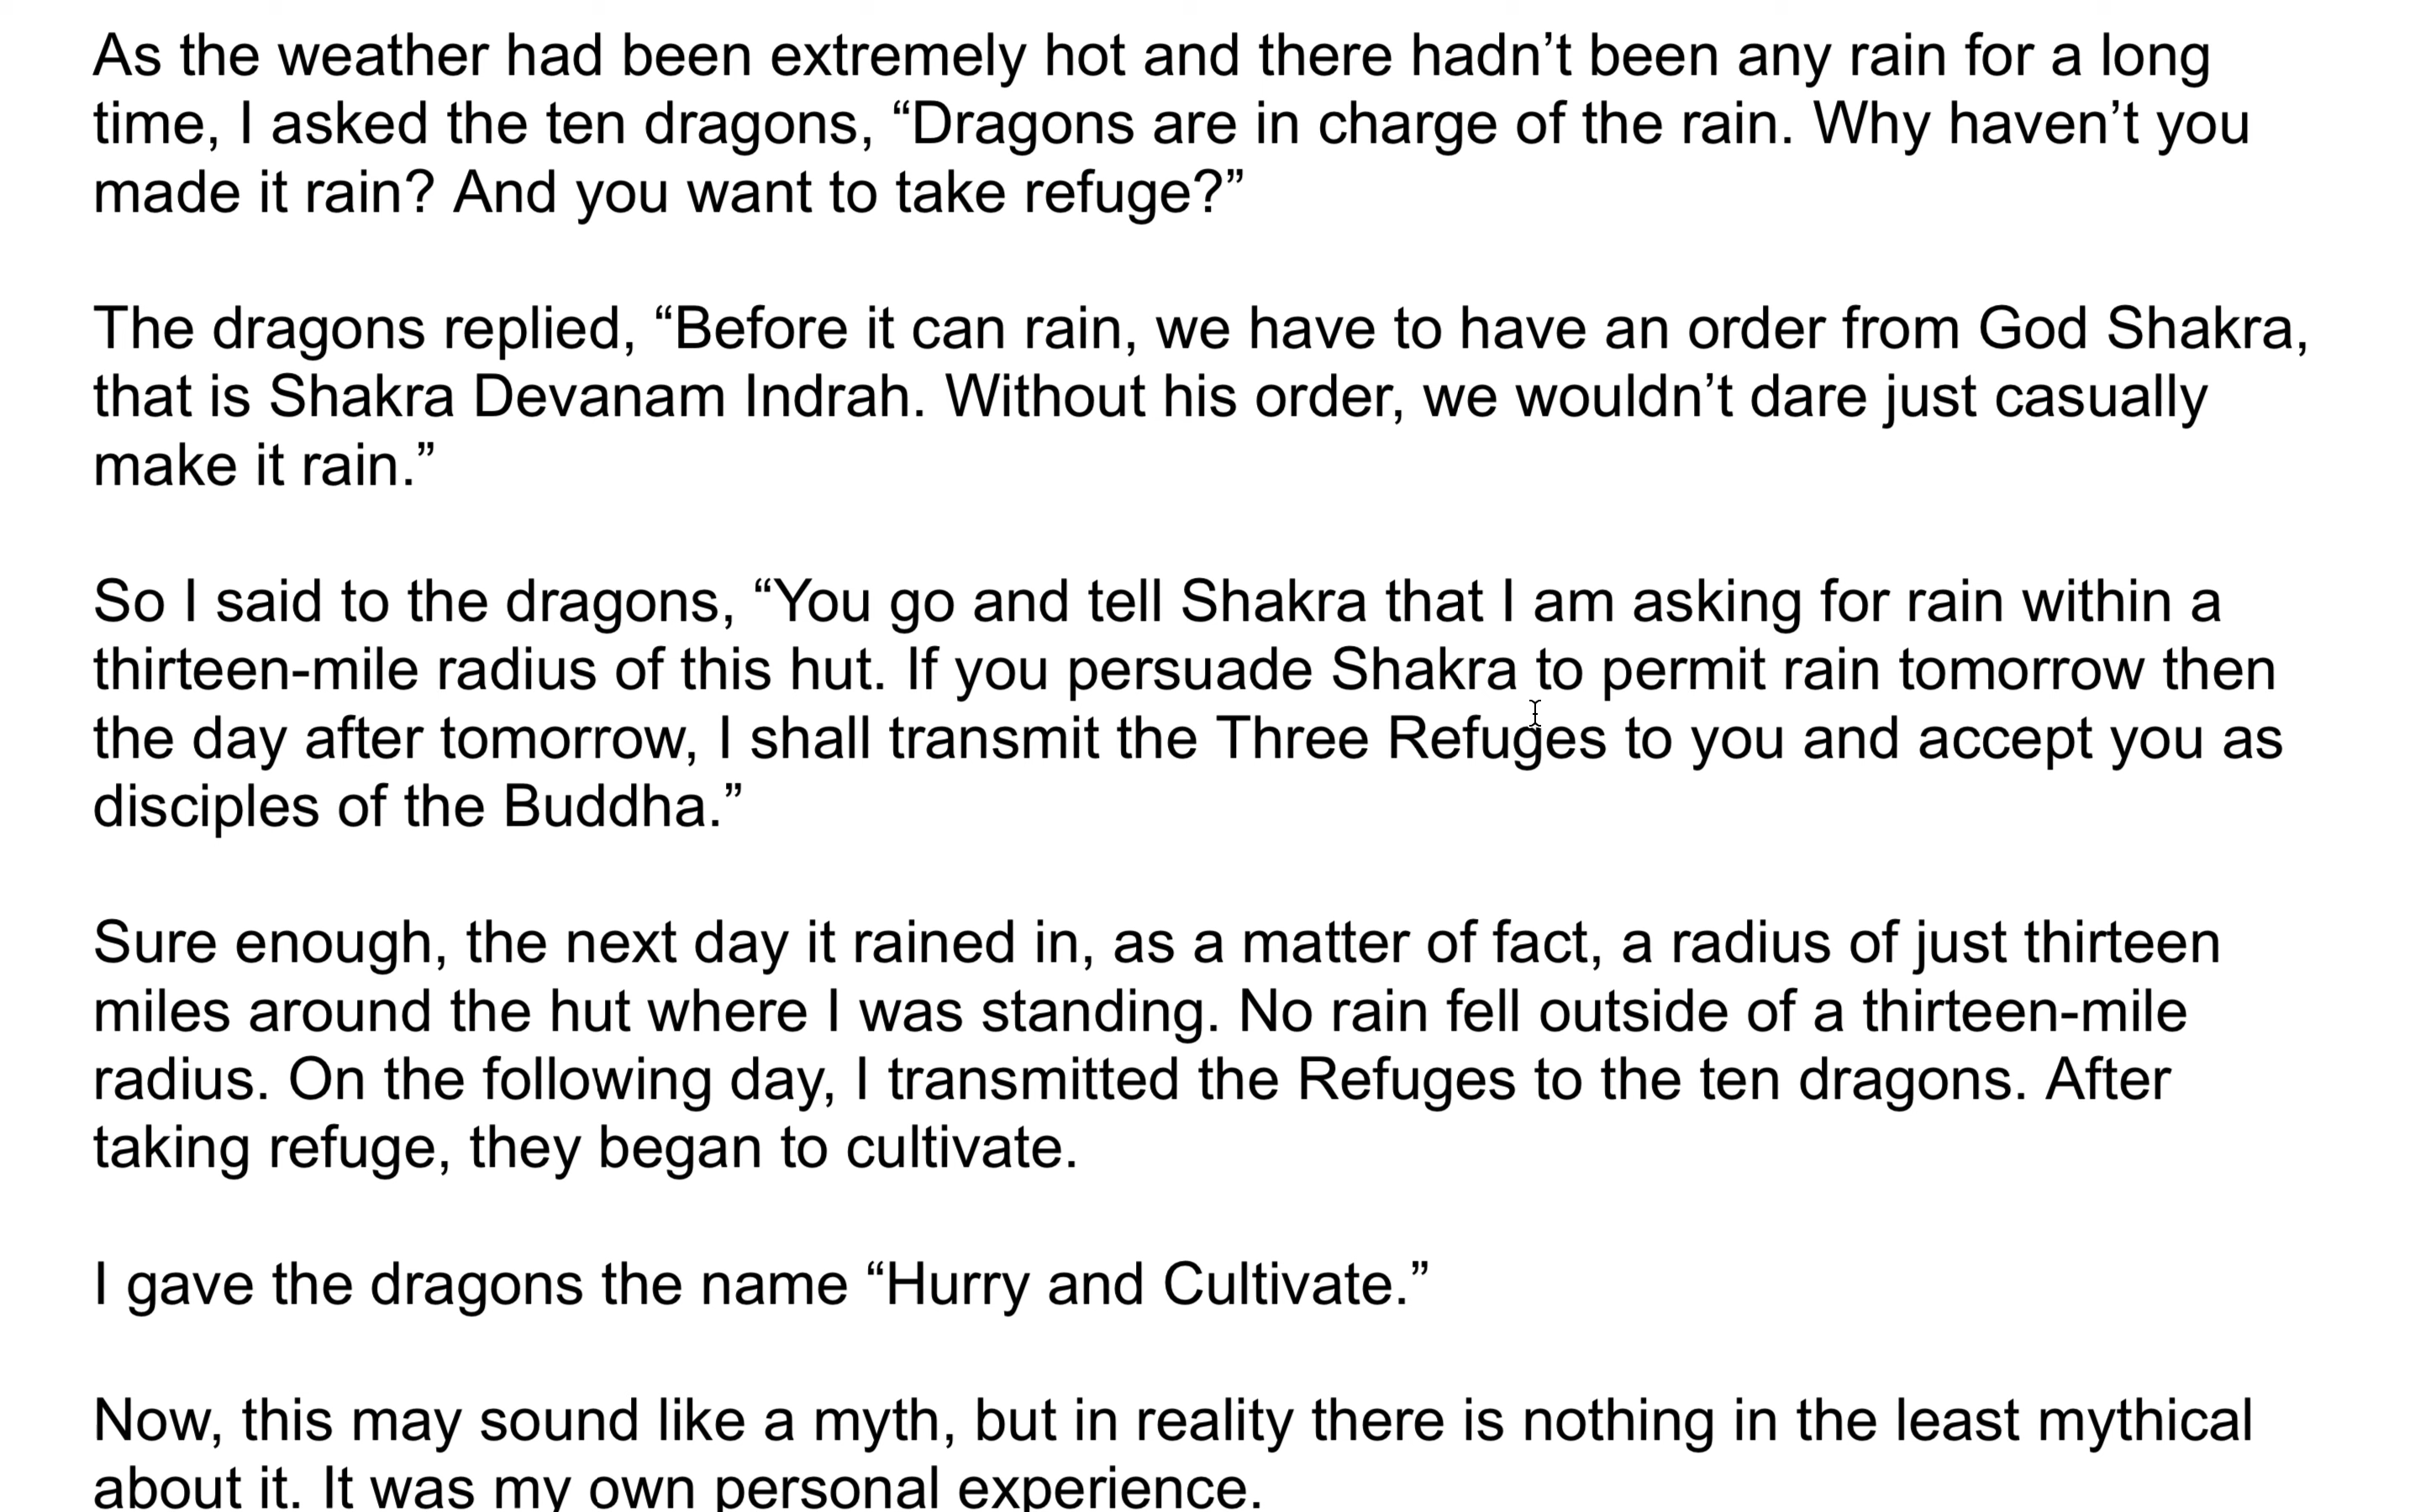 As the weather had been extremely hot and there hadn’t been any rain for a long
time, I asked the ten dragons, “Dragons are in charge of the rain. Why haven’t you
made it rain? And you want to take refuge?”
The dragons replied, “Before it can rain, we have to have an order from God Shakra,
that is Shakra Devanam Indrah. Without his order, we wouldn’t dare just casually
make it rain.”
So I said to the dragons, “You go and tell Shakra that I am asking for rain within a
thirteen-mile radius of this hut. If you persuade Shakra to permit rain tomorrow then
the day after tomorrow, I shall transmit the Three Refuges to you and accept you as
disciples of the Buddha.”
Sure enough, the next day it rained in, as a matter of fact, a radius of just thirteen
miles around the hut where I was standing. No rain fell outside of a thirteen-mile
radius. On the following day, I transmitted the Refuges to the ten dragons. After
taking refuge, they began to cultivate.
I gave the dragons the name “Hurry and Cultivate.”
Now, this may sound like a myth, but in reality there is nothing in the least mythical
about it. It was my own personal experience.